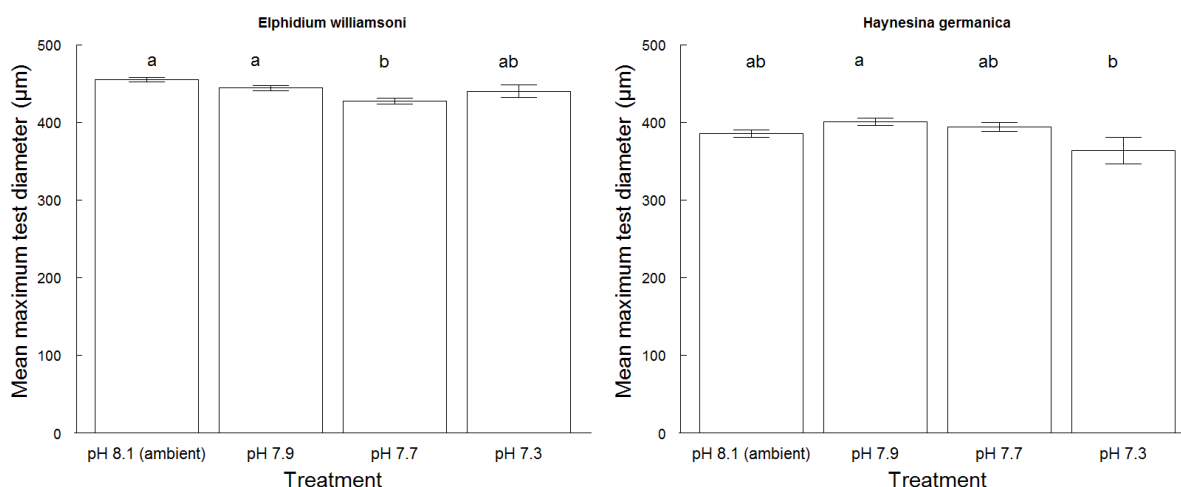 Elphidium williamsoni
Mean maximum test diameter (µm)
500
400
300
200
100
0
a a b ab
pH 8.1 (ambient) pH 7.9 pH 7.7 pH 7.3
Treatment
Haynesina germanica
Mean maximum test diameter (µm)
500
400
300
200
100
0
ab a ab b
pH 8.1 (ambient) pH 7.9 pH 7.7 pH 7.3
Treatment